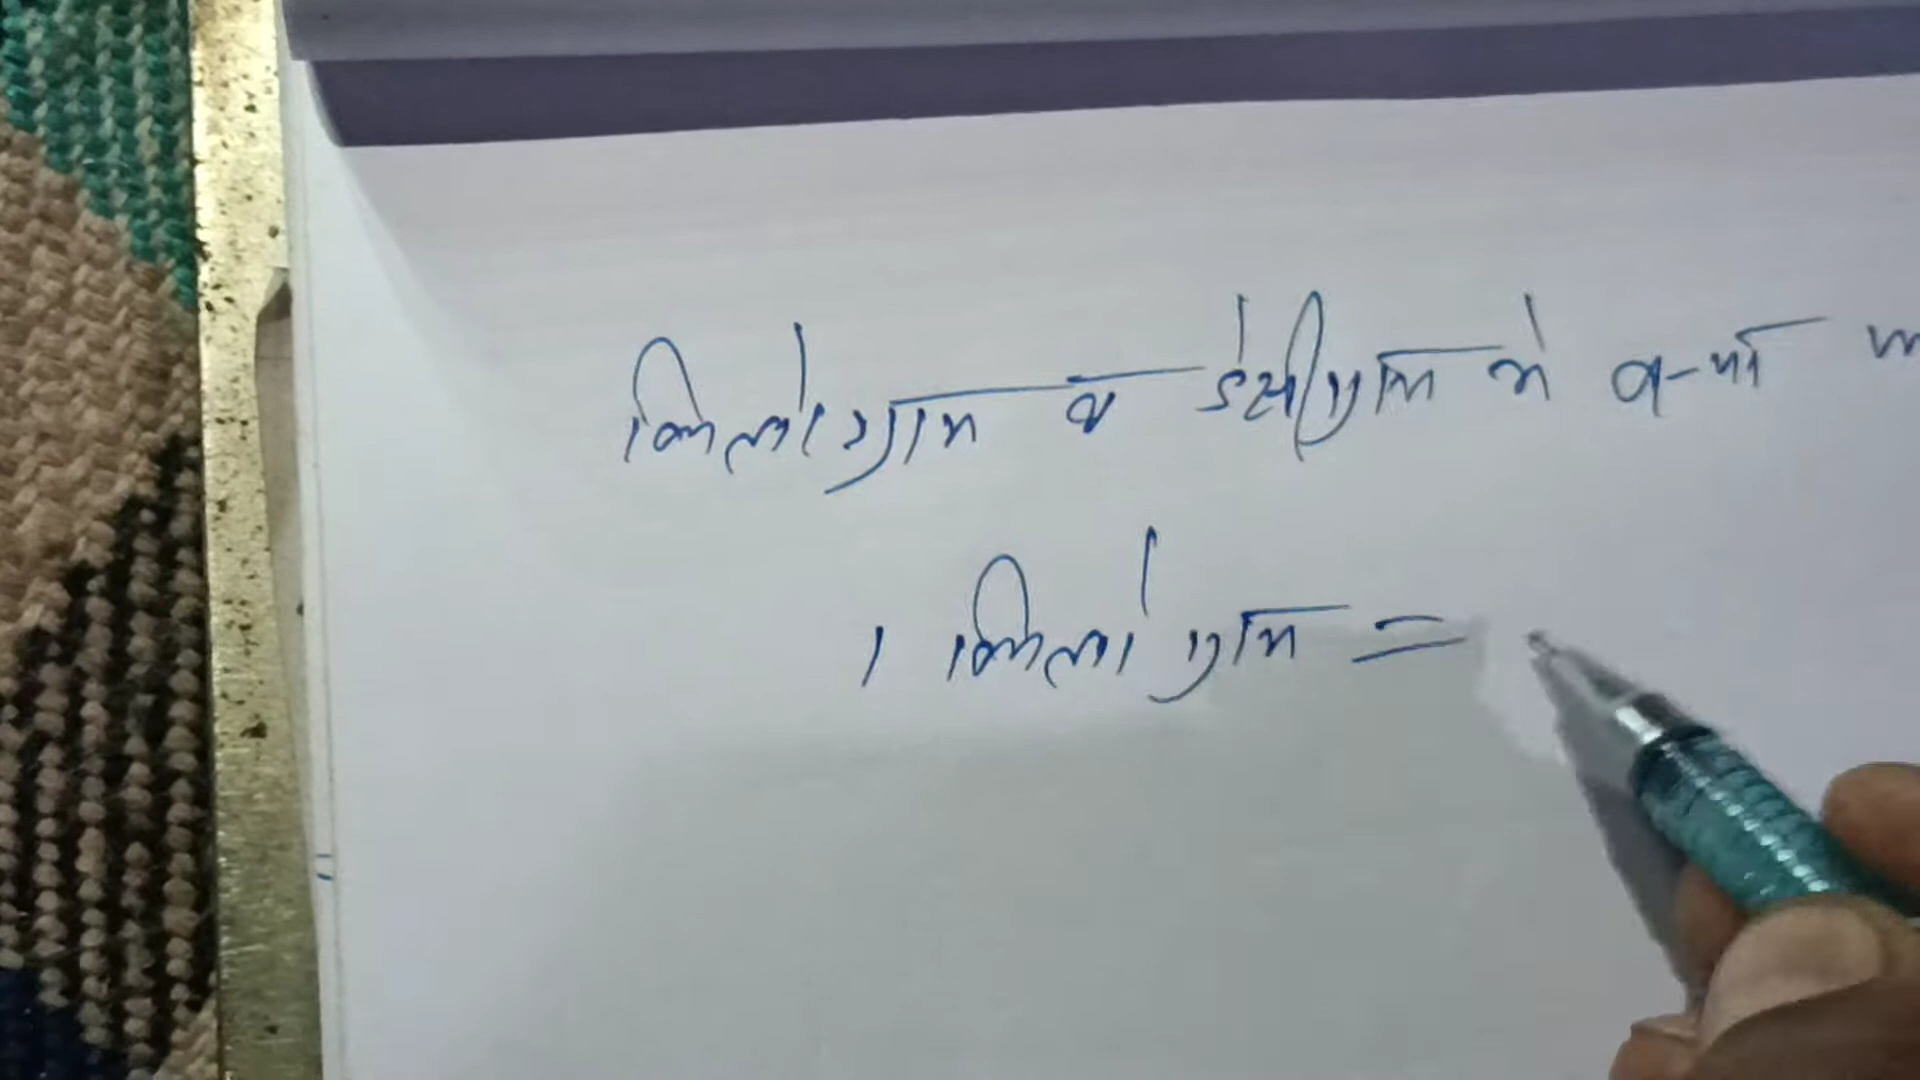 किलोग्राम व डेसीग्राम मे क्या
1 किलो ग्राम =